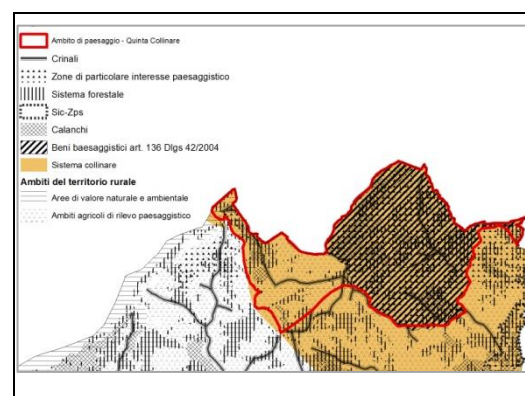 Ambito di paesaggio - Quinta Collinare
Crinali
Zone di particolare interesse paesaggistico
Sistema forestale
Sic-Zps
Calanchi
Beni baesaggistici art. 136 Dlgs 42/2004
Sistema collinare
Ambiti del territorio rurale
Aree di valore naturale e ambientale
Ambiti agricoli di rilevo paesaggistico